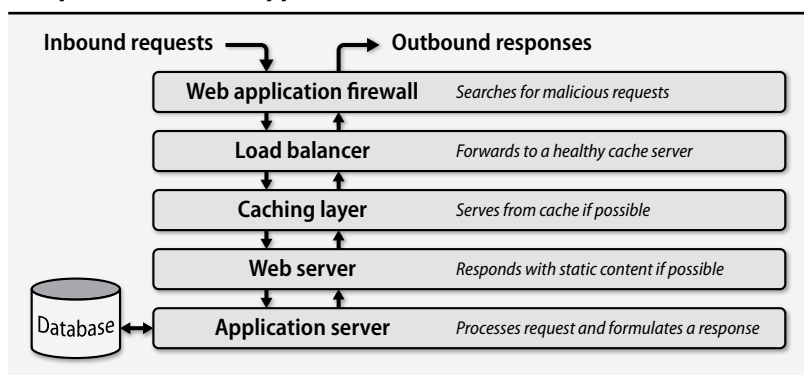 Inbound requests Outbound responses
Web application firewall Searches for malicious requests
Load balancer Forwards to a healthy cache server
Caching layer Serves from cache if possible
Web server Responds with static content if possible
Database Application server Processes request and formulates a response